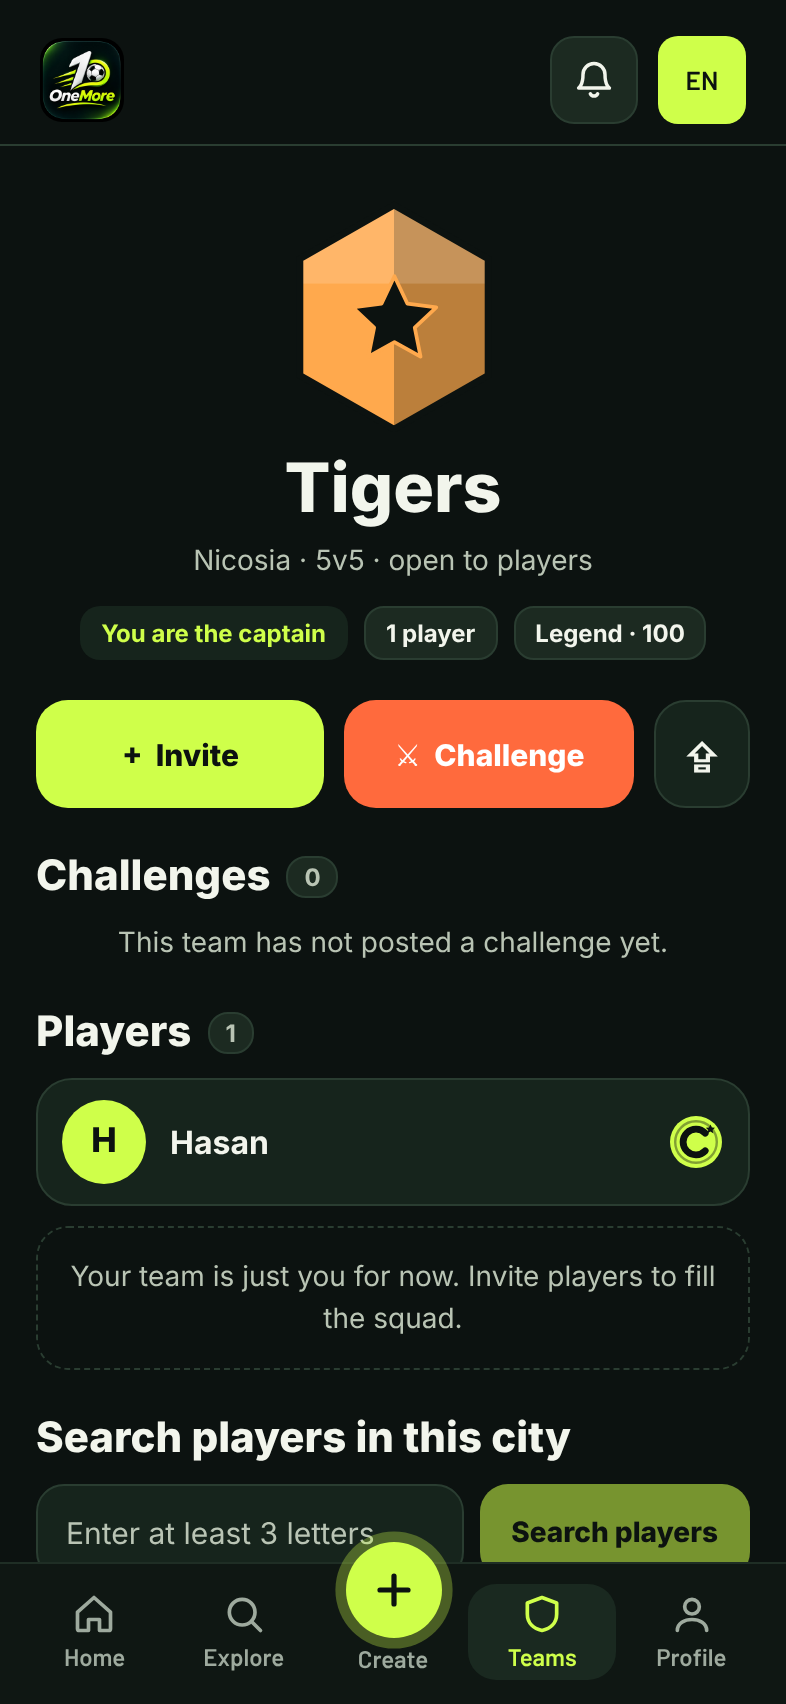 1
OneMore
EN
Tigers
Nicosia · 5v5 · open to players
You are the captain
1 player
Legend · 100
+ Invite
⚔ Challenge
Challenges 0
This team has not posted a challenge yet.
Players 1
H Hasan C
Your team is just you for now. Invite players to fill
the squad.
Search players in this city
Enter at least 3 letters
Search players
Home
Explore
Create
Teams
Profile